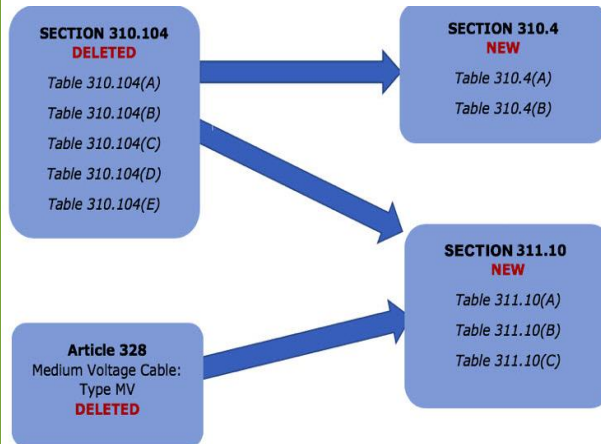 SECTION 310.104
DELETED
Table 310.104(A)
Table 310.104(B)
Table 310.104(C)
Table 310.104(D)
Table 310.104(E)
SECTION 310.4
NEW
Table 310.4(A)
Table 310.4(B)
SECTION 311.10
NEW
Table 311.10(A)
Table 311.10(B)
Table 311.10(C)
Article 328
Medium Voltage Cable:
Type MV
DELETED